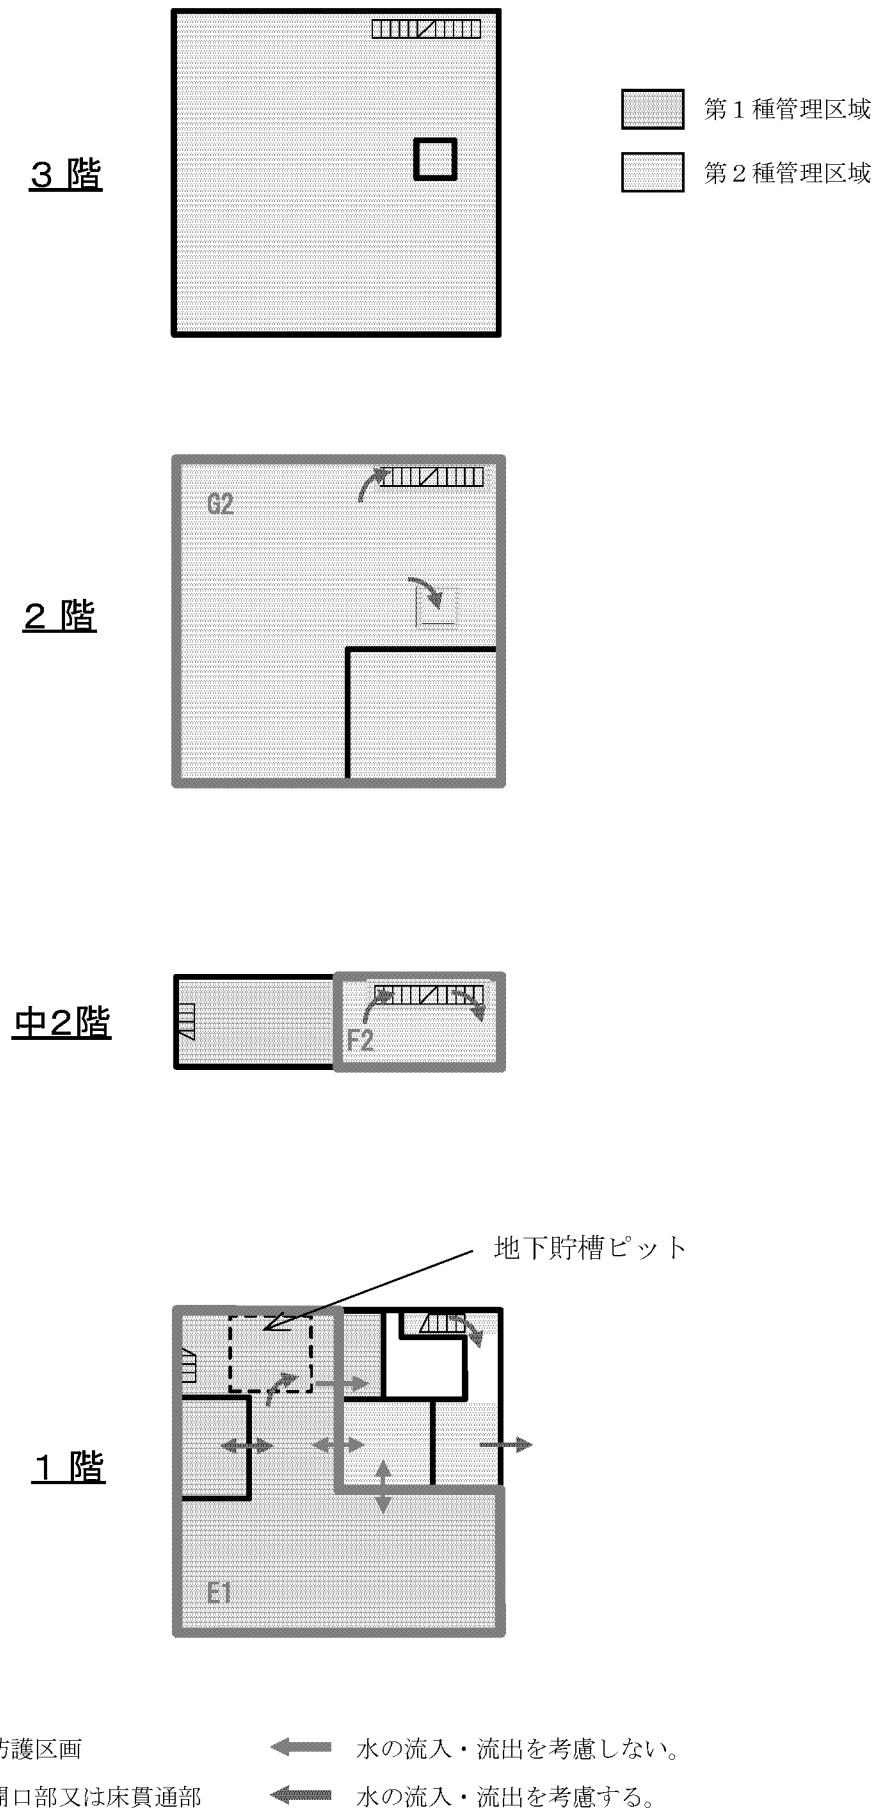 第１種管理区域
第２種管理区域
３階
G2
２階
中2階
F2
地下貯槽ピット
１階
E1
防護区画
水の流入・流出を考慮しない。
開口部又は床貫通部
水の流入・流出を考慮する。